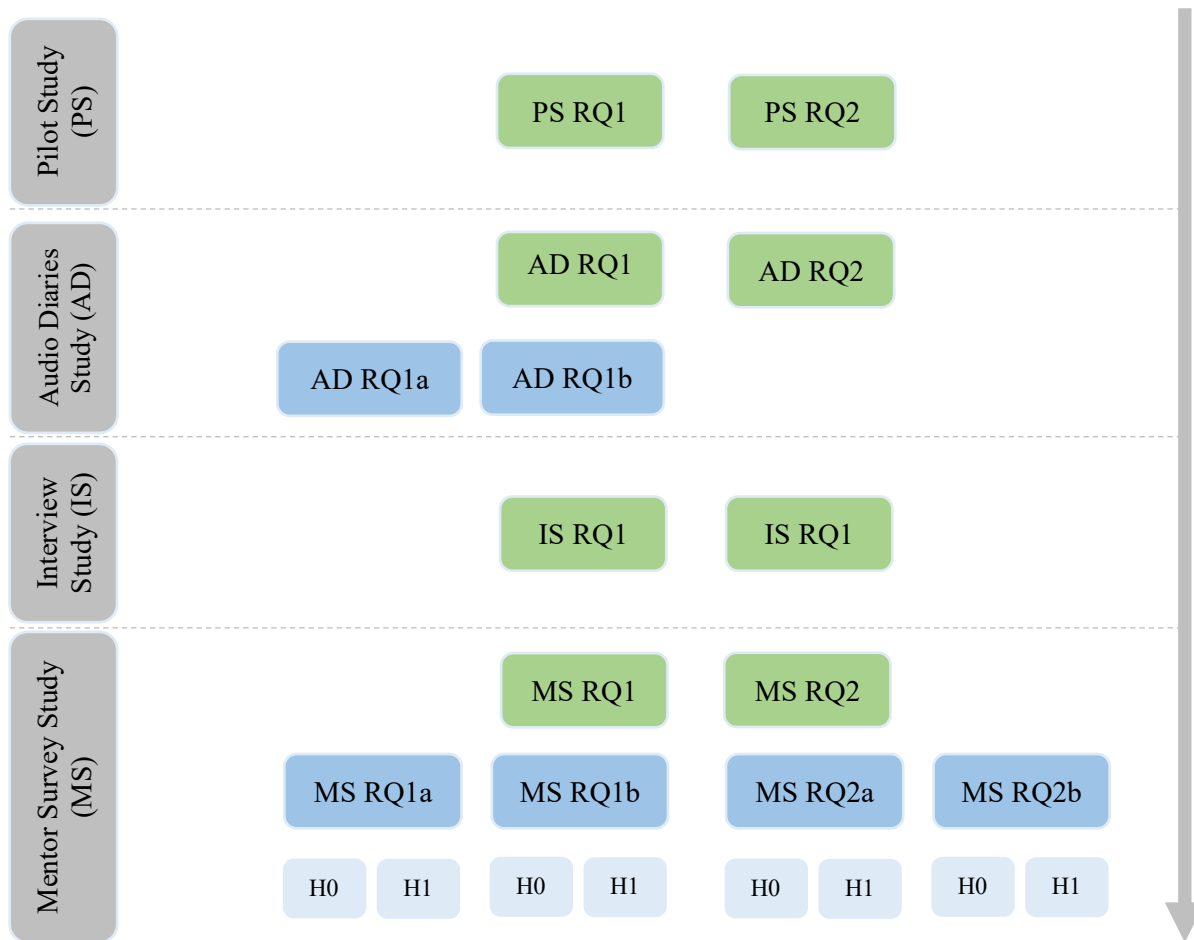 Pilot Study
(PS)
PS RQ1
PS RQ2
Audio Diaries
Study (AD)
AD RQ1
AD RQ2
AD RQ1a
AD RQ1b
Interview
Study (IS)
IS RQ1
IS RQ1
Mentor Survey Study
(MS)
MS RQ1
MS RQ2
MS RQ1a
MS RQ1b
MS RQ2a
MS RQ2b
H0
H1
H0
H1
H0
H1
H0
H1